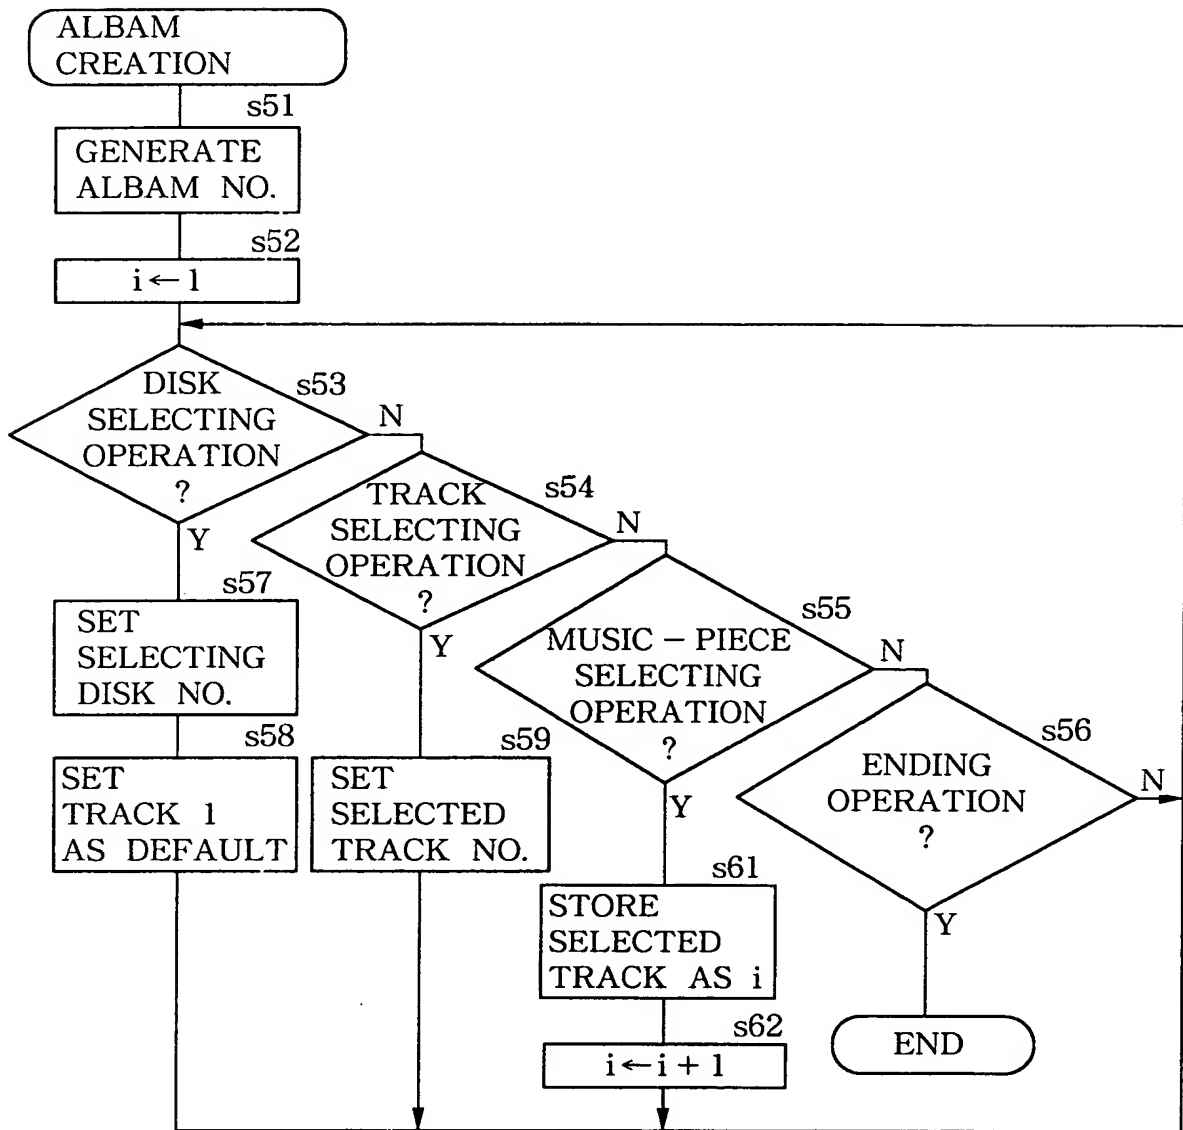 ALBAM
CREATION
s51
GENERATE
ALBAM NO.
s52
i←1
DISK
SELECTING
OPERATION
?
s53
N
Y
TRACK
SELECTING
OPERATION
?
s54
N
Y
s57
SET
SELECTING
DISK NO.
s58
SET
TRACK 1
AS DEFAULT
s59
SET
SELECTED
TRACK NO.
MUSIC – PIECE
SELECTING
OPERATION
?
s55
N
Y
ENDING
OPERATION
?
s56
N
Y
s61
STORE
SELECTED
TRACK AS i
s62
i←i + 1
END